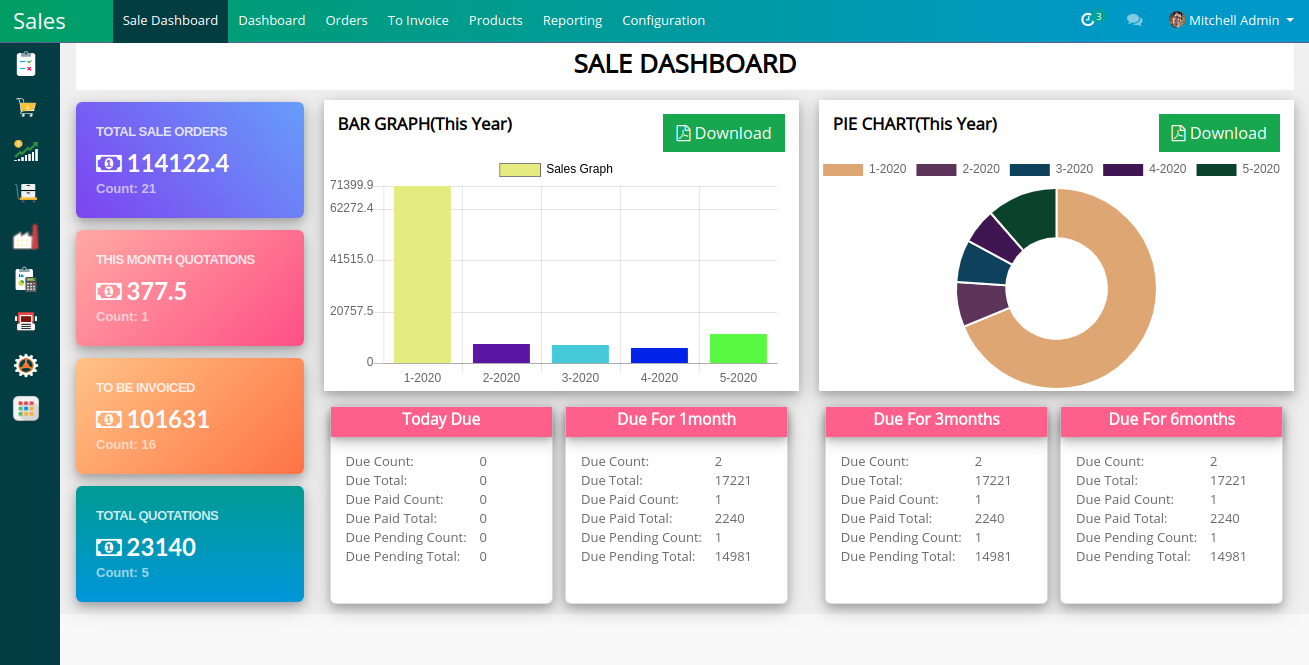 Sales
Sale Dashboard Dashboard Orders To Invoice Products Reporting Configuration 3 Mitchell Admin
SALE DASHBOARD
TOTAL SALE ORDERS
114122.4
Count: 21
THIS MONTH QUOTATIONS
377.5
Count: 1
TO BE INVOICED
101631
Count: 16
TOTAL QUOTATIONS
23140
Count: 5
BAR GRAPH(This Year)
Download
Sales Graph
71399.9
62272.4
41515.0
20757.5
0
1-2020 2-2020 3-2020 4-2020 5-2020
PIE CHART(This Year)
Download
1-2020 2-2020 3-2020 4-2020 5-2020
Today Due
Due Count: 0
Due Total: 0
Due Paid Count: 0
Due Paid Total: 0
Due Pending Count: 0
Due Pending Total: 0
Due For 1month
Due Count: 2
Due Total: 17221
Due Paid Count: 1
Due Paid Total: 2240
Due Pending Count: 1
Due Pending Total: 14981
Due For 3months
Due Count: 2
Due Total: 17221
Due Paid Count: 1
Due Paid Total: 2240
Due Pending Count: 1
Due Pending Total: 14981
Due For 6months
Due Count: 2
Due Total: 17221
Due Paid Count: 1
Due Paid Total: 2240
Due Pending Count: 1
Due Pending Total: 14981